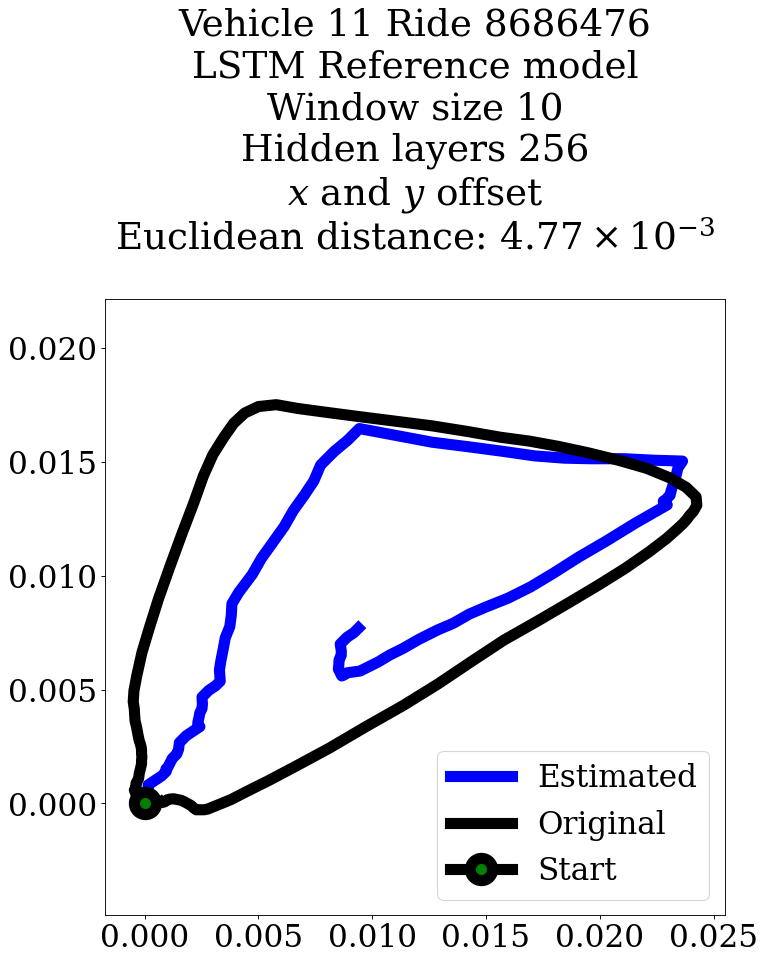 Vehicle 11 Ride 8686476
LSTM Reference model
Window size 10
Hidden layers 256
x and y offset
Euclidean distance: 4.77 × 10⁻³
0.020
0.015
0.010
0.005
0.000
Estimated
Original
Start
0.000 0.005 0.010 0.015 0.020 0.025